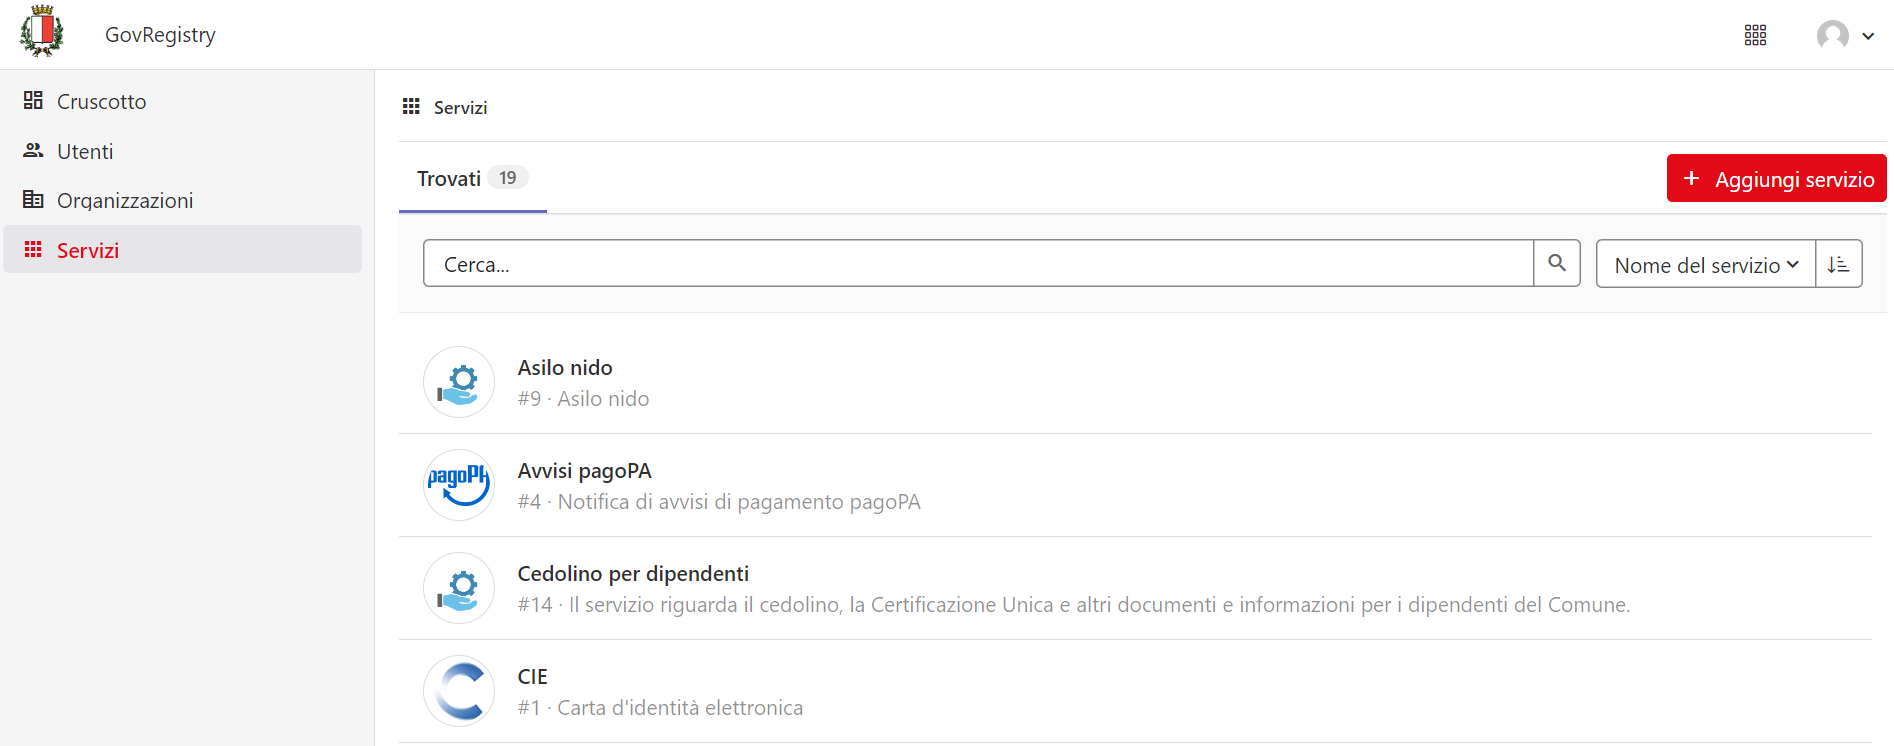 GovRegistry
Cruscotto
Utenti
Organizzazioni
Servizi
Servizi
Trovati 19
+ Aggiungi servizio
Cerca...
Nome del servizio
Asilo nido
#9 · Asilo nido
pagoPA
Avvisi pagoPA
#4 · Notifica di avvisi di pagamento pagoPA
Cedolino per dipendenti
#14 · Il servizio riguarda il cedolino, la Certificazione Unica e altri documenti e informazioni per i dipendenti del Comune.
CIE
#1 · Carta d'identità elettronica